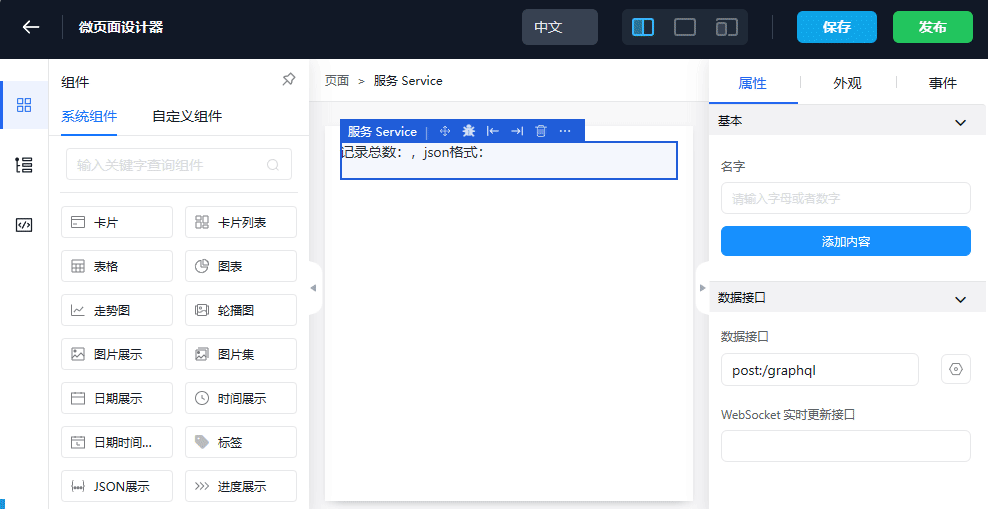 微页面设计器
中文
保存
发布
组件
系统组件
自定义组件
输入关键字查询组件
卡片
卡片列表
表格
图表
走势图
轮播图
图片展示
图片集
日期展示
时间展示
日期时间...
标签
JSON展示
进度展示
页面 > 服务 Service
服务 Service
记录总数：，json格式：
属性
外观
事件
基本
名字
请输入字母或者数字
添加内容
数据接口
数据接口
post:/graphql
WebSocket 实时更新接口